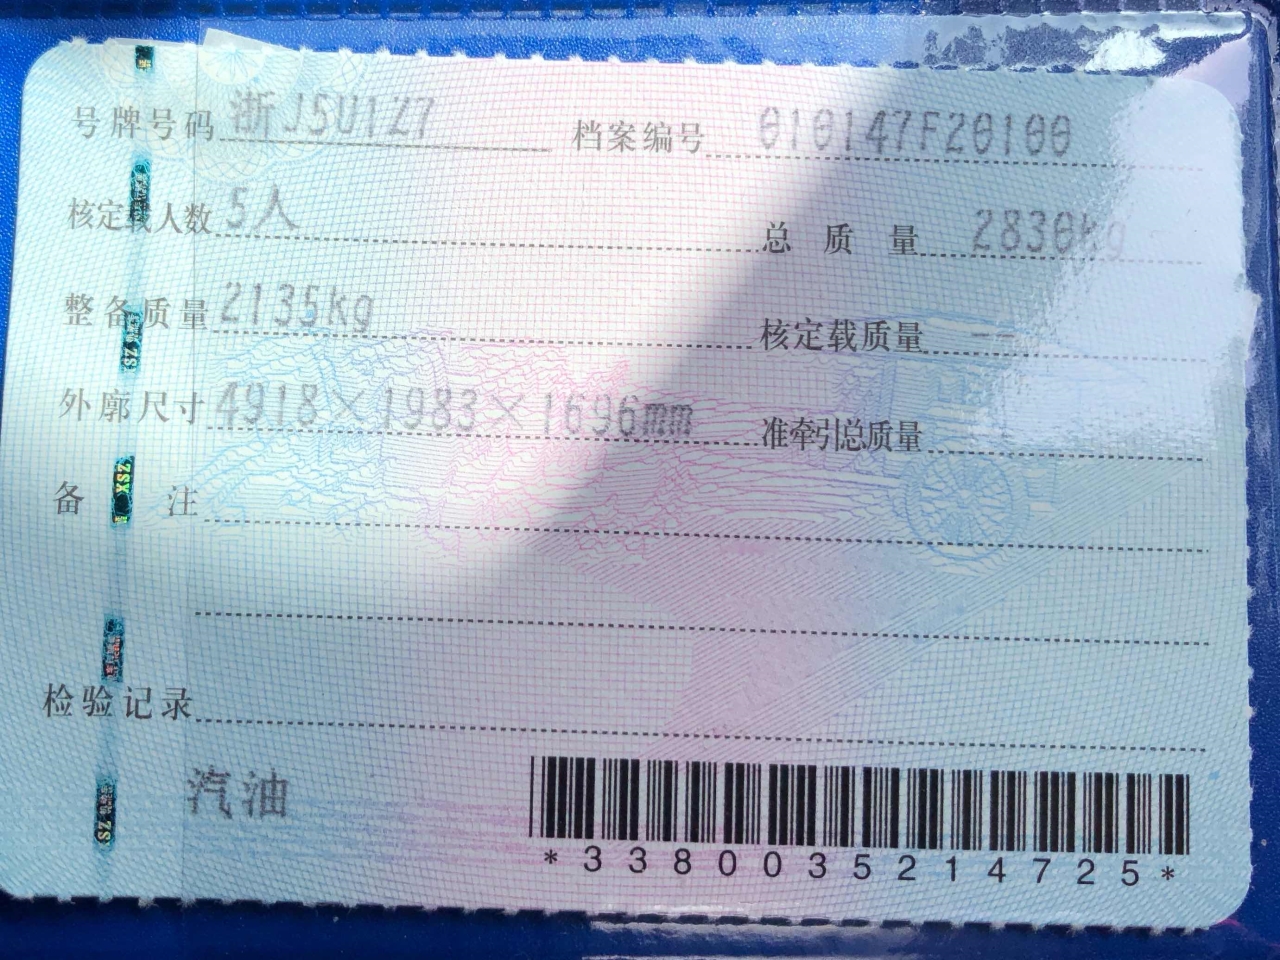 号牌号码 浙J5U1Z7 档案编号 010147F20100
核定载人数 5人 总质量 2830kg
整备质量 2135kg 核定载质量 --
外廓尺寸 4918×1983×1696mm 准牵引总质量 --
备注
检验记录
汽油
*3380035214725*